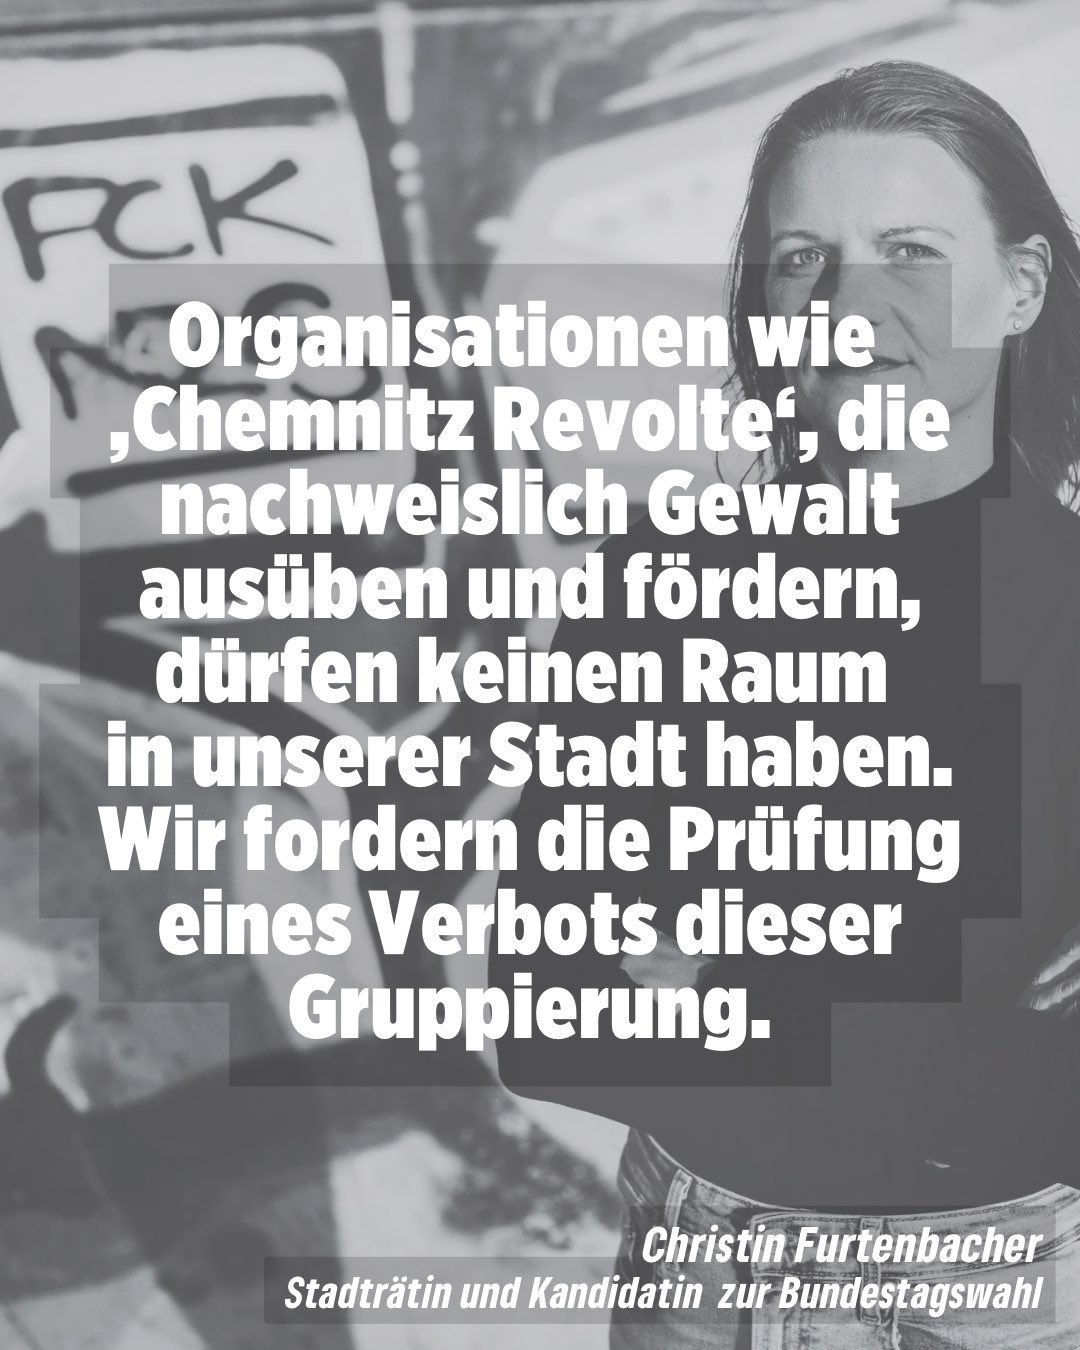 FCK
NZS
Organisationen wie
‚Chemnitz Revolte‘, die
nachweislich Gewalt
ausüben und fördern,
dürfen keinen Raum
in unserer Stadt haben.
Wir fordern die Prüfung
eines Verbots dieser
Gruppierung.
Christin Furtenbacher
Stadträtin und Kandidatin zur Bundestagswahl